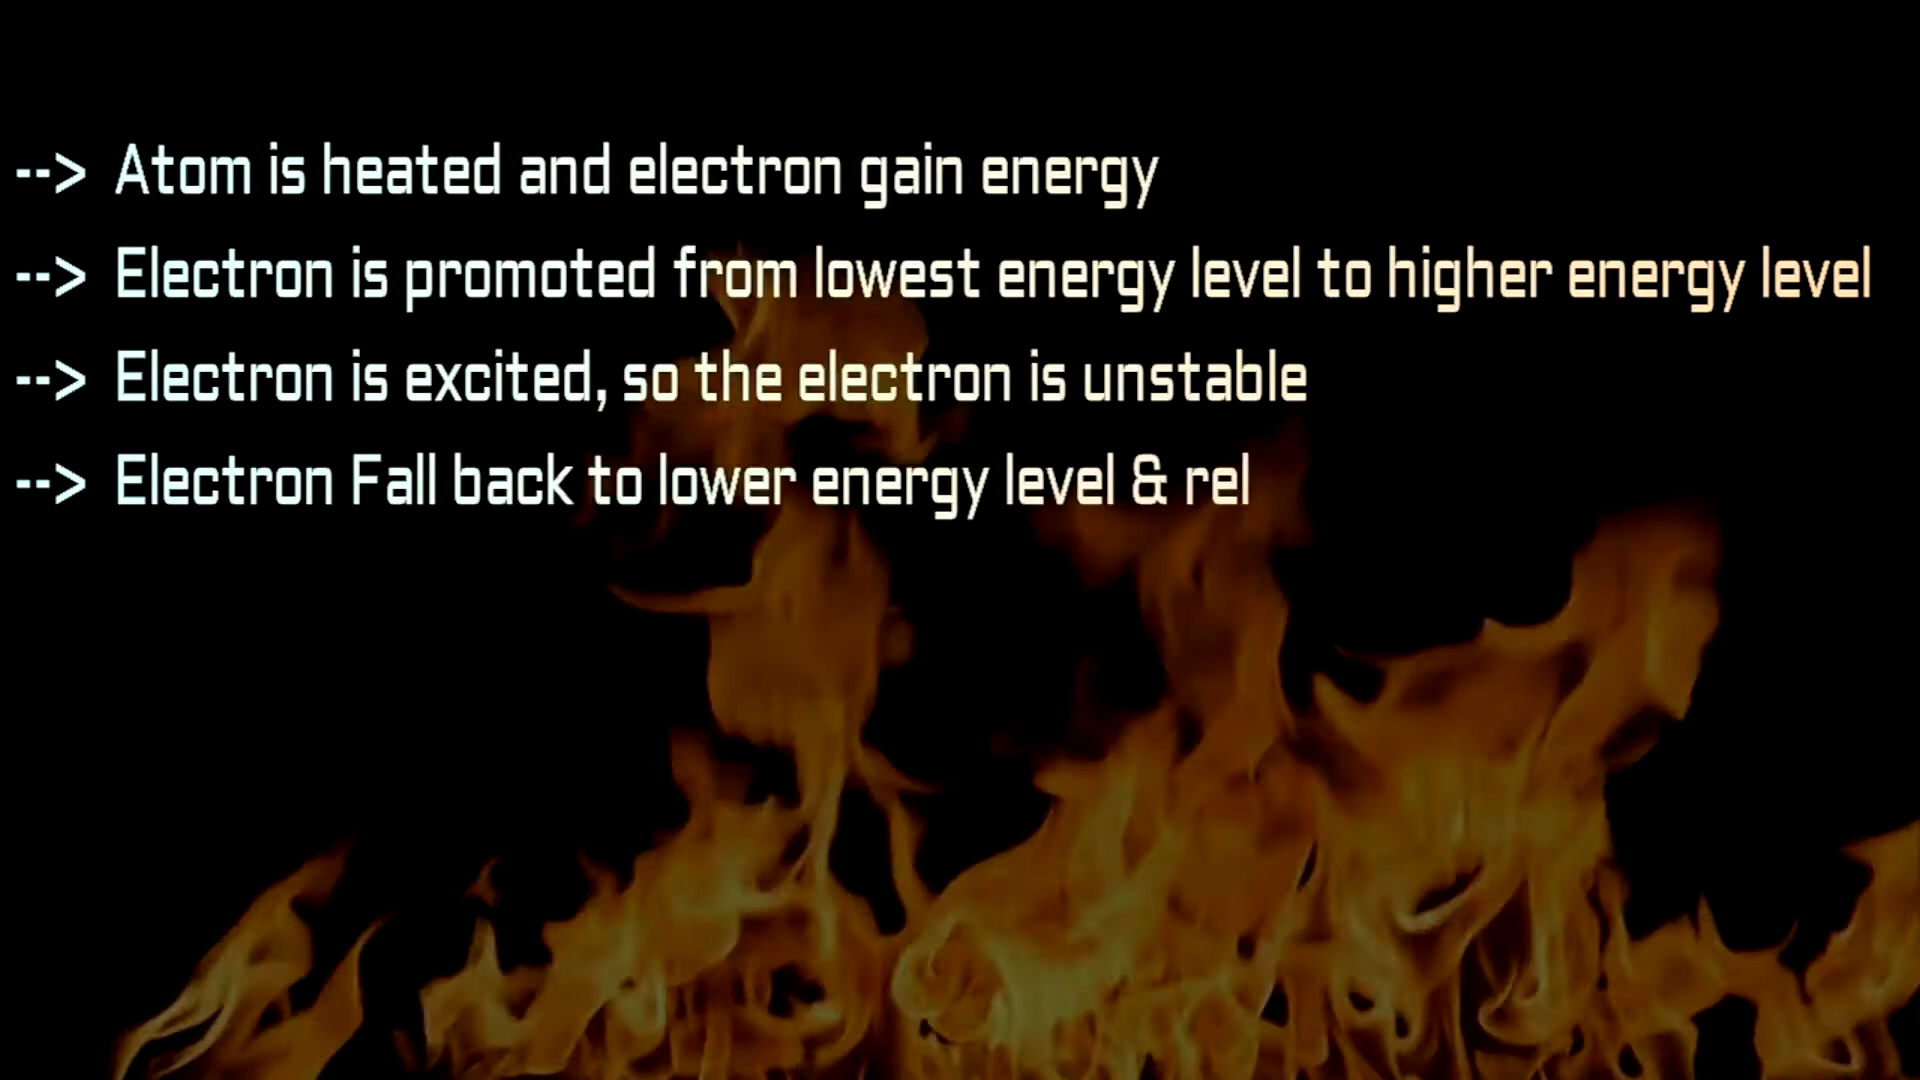 --> Atom is heated and electron gain energy
--> Electron is promoted from lowest energy level to higher energy level
--> Electron is excited, so the electron is unstable
--> Electron Fall back to lower energy level & rel